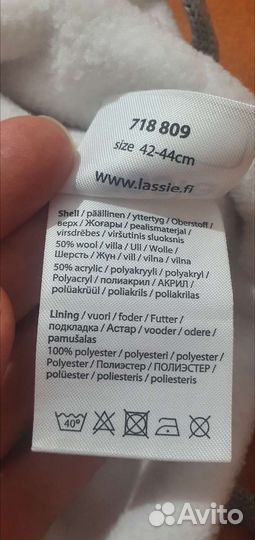 718 809
size 42-44cm
www.lassie.fi
Shell / päällinen / yttertyg / Oberstoff /
верх / Жоғары / pealismaterjal /
virsdrēbes / viršutinis sluoksnis
50% wool / villa / Ull / Wolle /
Шерсть / Жүн / vill / vilna / vilna
50% acrylic / polyakryyli / polyakryl /
Polyacryl / полиакрил / АКРИЛ /
polüakrüül / poliakrils / poliakrilas
Lining / vuori / foder / Futter /
подкладка / Астар / vooder / odere /
pamušalas
100% polyester / polyesteri / polyester /
Polyester / Полиэстер / ПОЛИЭСТЕР /
polüester / poliesteris / poliesteris
40°
Avito